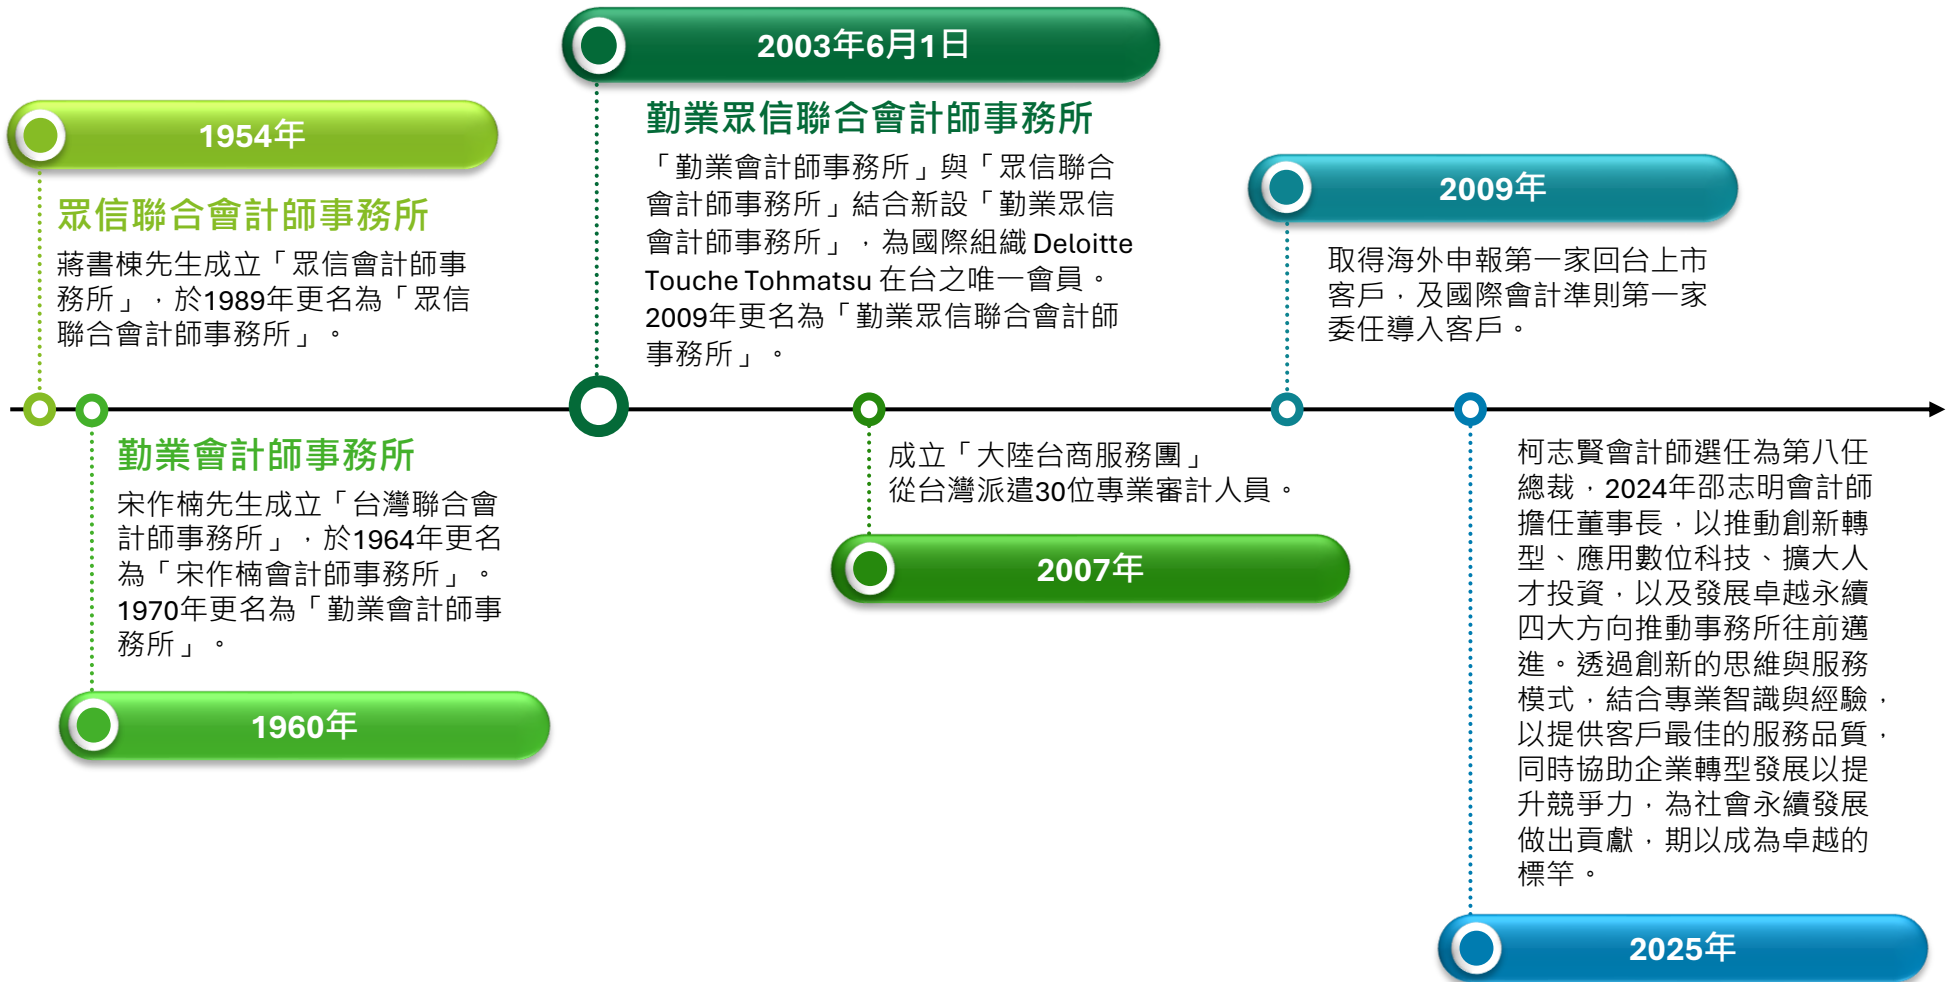 1954年
眾信聯合會計師事務所
蔣書棟先生成立「眾信會計師事
務所」，於1989年更名為「眾信
聯合會計師事務所」。
2003年6月1日
勤業眾信聯合會計師事務所
「勤業會計師事務所」與「眾信聯合
會計師事務所」結合新設「勤業眾信
會計師事務所」，為國際組織 Deloitte
Touche Tohmatsu 在台之唯一會員。
2009年更名為「勤業眾信聯合會計師
事務所」。
2009年
取得海外申報第一家回台上市
客戶，及國際會計準則第一家
委任導入客戶。
勤業會計師事務所
宋作楠先生成立「台灣聯合會
計師事務所」，於1964年更名
為「宋作楠會計師事務所」。
1970年更名為「勤業會計師事
務所」。
1960年
成立「大陸台商服務團」
從台灣派遣30位專業審計人員。
2007年
柯志賢會計師選任為第八任
總裁，2024年邵志明會計師
擔任董事長，以推動創新轉
型、應用數位科技、擴大人
才投資，以及發展卓越永續
四大方向推動事務所往前邁
進。透過創新的思維與服務
模式，結合專業智識與經驗，
以提供客戶最佳的服務品質，
同時協助企業轉型發展以提
升競爭力，為社會永續發展
做出貢獻，期以成為卓越的
標竿。
2025年